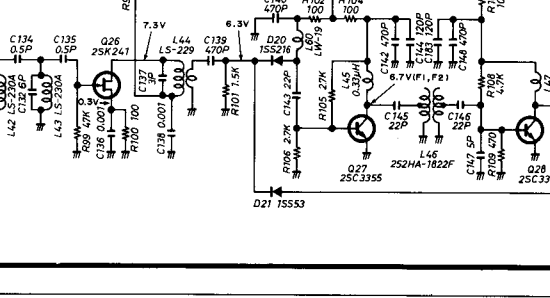 C134
0.5P
C135
0.5P
Q26
2SK241
7.3V
L44
LS-229
6.3V
C139
470P
D20
1SS216
L60
LW-19
100
100
C142 470P
C144 120P
C183 120P
C148 470P
L42 LS-230A
C132 6P
L43 LS-230A
0.3V
R99 47K
C136 0.001
R100 100
C137
3P
C138 0.001
R101 1.5K
C143 22P
R106 2.7K
R105 27K
L45
0.33μH
6.7V(F1,F2)
C145
22P
C146
22P
L46
252HA-1822F
R108
4.7K
C147 5P
R109 470
Q27
2SC3355
Q28
D21 1SS53